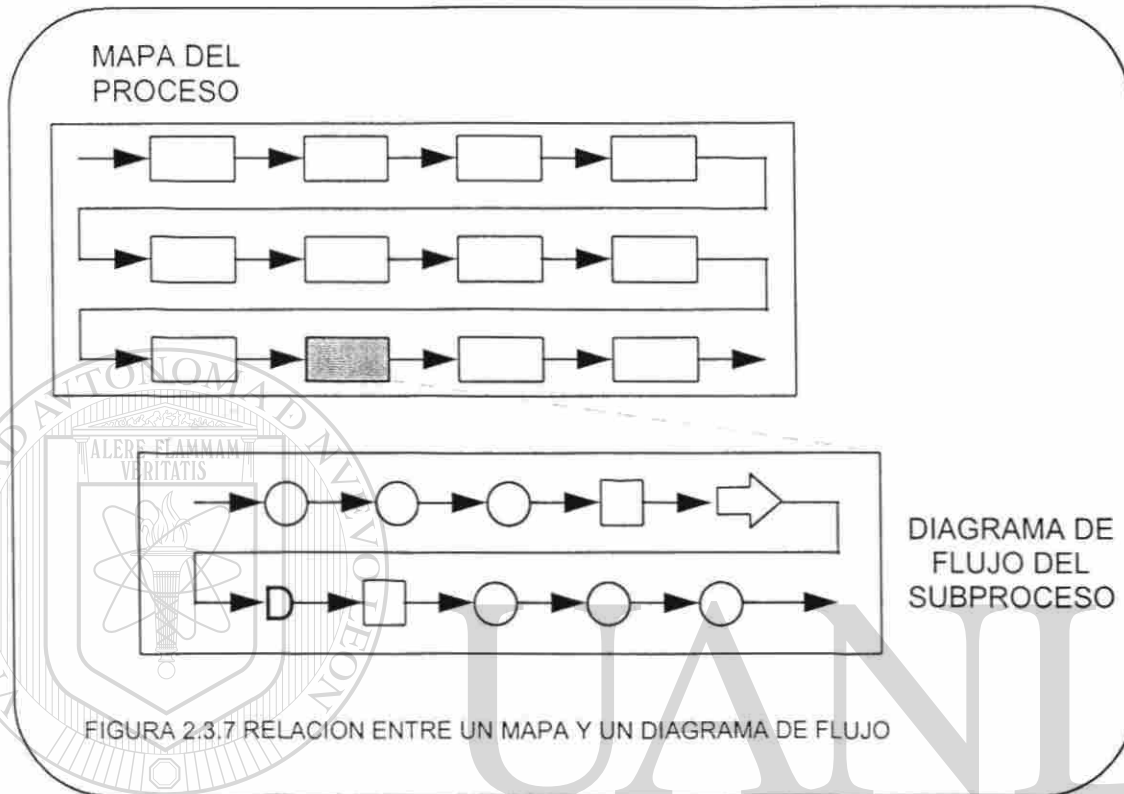 MAPA DEL
PROCESO
ALERE FLAMMAM
VERITATIS
D
DIAGRAMA DE
FLUJO DEL
SUBPROCESO
FIGURA 2.3.7 RELACION ENTRE UN MAPA Y UN DIAGRAMA DE FLUJO
UANL